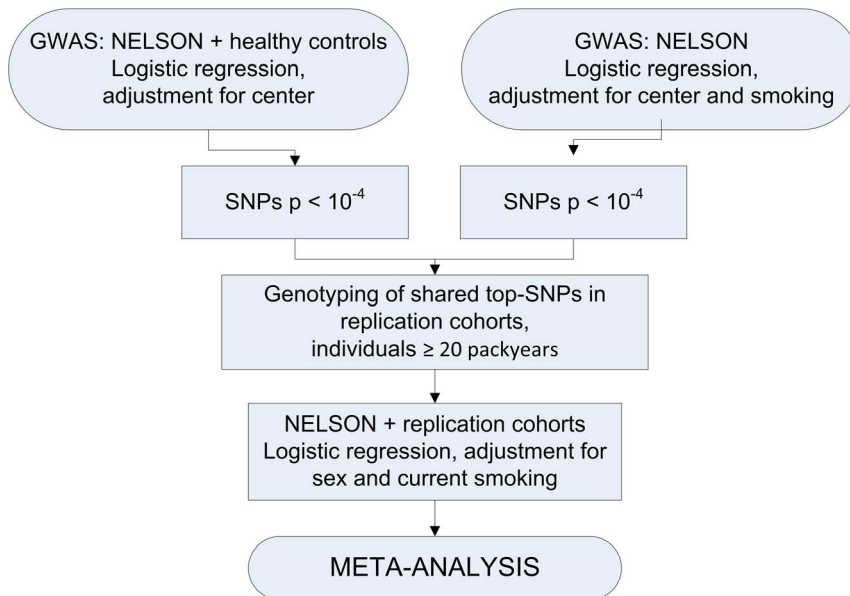 GWAS: NELSON + healthy controls
Logistic regression,
adjustment for center
GWAS: NELSON
Logistic regression,
adjustment for center and smoking
SNPs p < 10⁻⁴
SNPs p < 10⁻⁴
Genotyping of shared top-SNPs in
replication cohorts,
individuals ≥ 20 packyears
NELSON + replication cohorts
Logistic regression, adjustment for
sex and current smoking
META-ANALYSIS